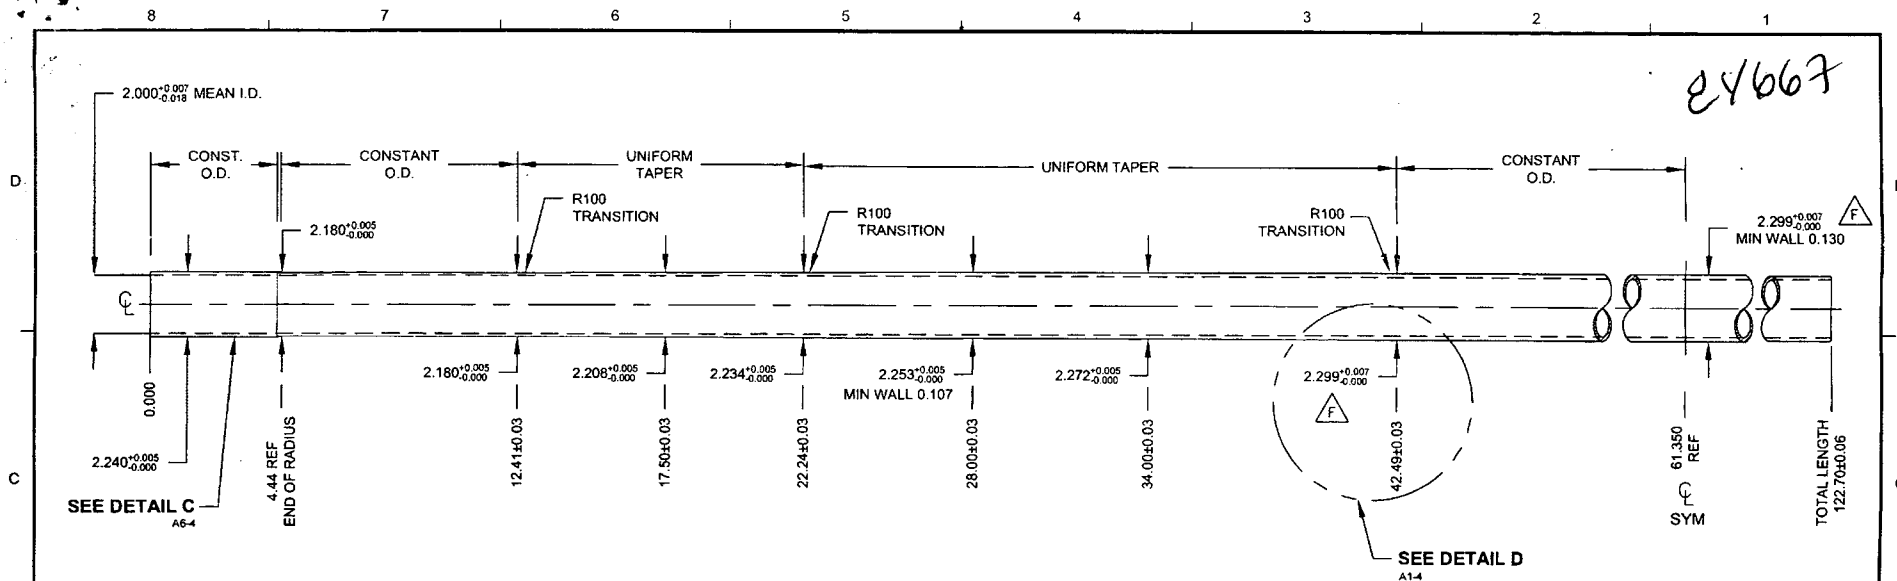 8 7 6 5 4 3 2 1
2Y667
2.000+0.007-0.018 MEAN I.D.
CONST.
O.D.
CONSTANT
O.D.
UNIFORM
TAPER
UNIFORM TAPER
CONSTANT
O.D.
D
R100
TRANSITION
R100
TRANSITION
R100
TRANSITION
2.180+0.005-0.000
2.299+0.007-0.000
MIN WALL 0.130
F
℄
2.180+0.005-0.000
2.208+0.005-0.000
2.234+0.005-0.000
2.253+0.005-0.000
MIN WALL 0.107
2.272+0.005-0.000
2.299+0.007-0.000
F
0.000
2.240+0.005-0.000
4.44 REF
END OF RADIUS
12.41±0.03
17.50±0.03
22.24±0.03
28.00±0.03
34.00±0.03
42.49±0.03
61.350
REF
℄
SYM
TOTAL LENGTH
122.70±0.06
C
SEE DETAIL C
A6-4
SEE DETAIL D
A1-4